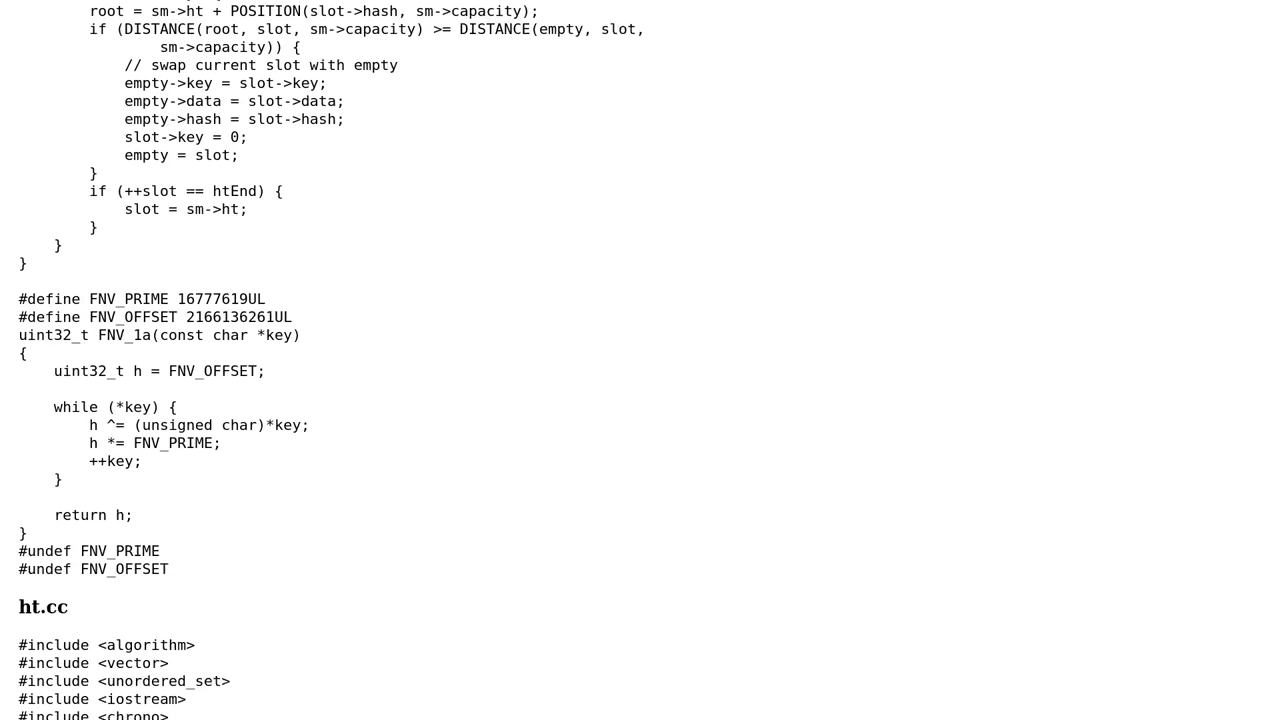 root = sm->ht + POSITION(slot->hash, sm->capacity);
        if (DISTANCE(root, slot, sm->capacity) >= DISTANCE(empty, slot,
                sm->capacity)) {
            // swap current slot with empty
            empty->key = slot->key;
            empty->data = slot->data;
            empty->hash = slot->hash;
            slot->key = 0;
            empty = slot;
        }
        if (++slot == htEnd) {
            slot = sm->ht;
        }
    }
}

#define FNV_PRIME 16777619UL
#define FNV_OFFSET 2166136261UL
uint32_t FNV_1a(const char *key)
{
    uint32_t h = FNV_OFFSET;

    while (*key) {
        h ^= (unsigned char)*key;
        h *= FNV_PRIME;
        ++key;
    }

    return h;
}
#undef FNV_PRIME
#undef FNV_OFFSET

ht.cc

#include <algorithm>
#include <vector>
#include <unordered_set>
#include <iostream>
#include <chrono>